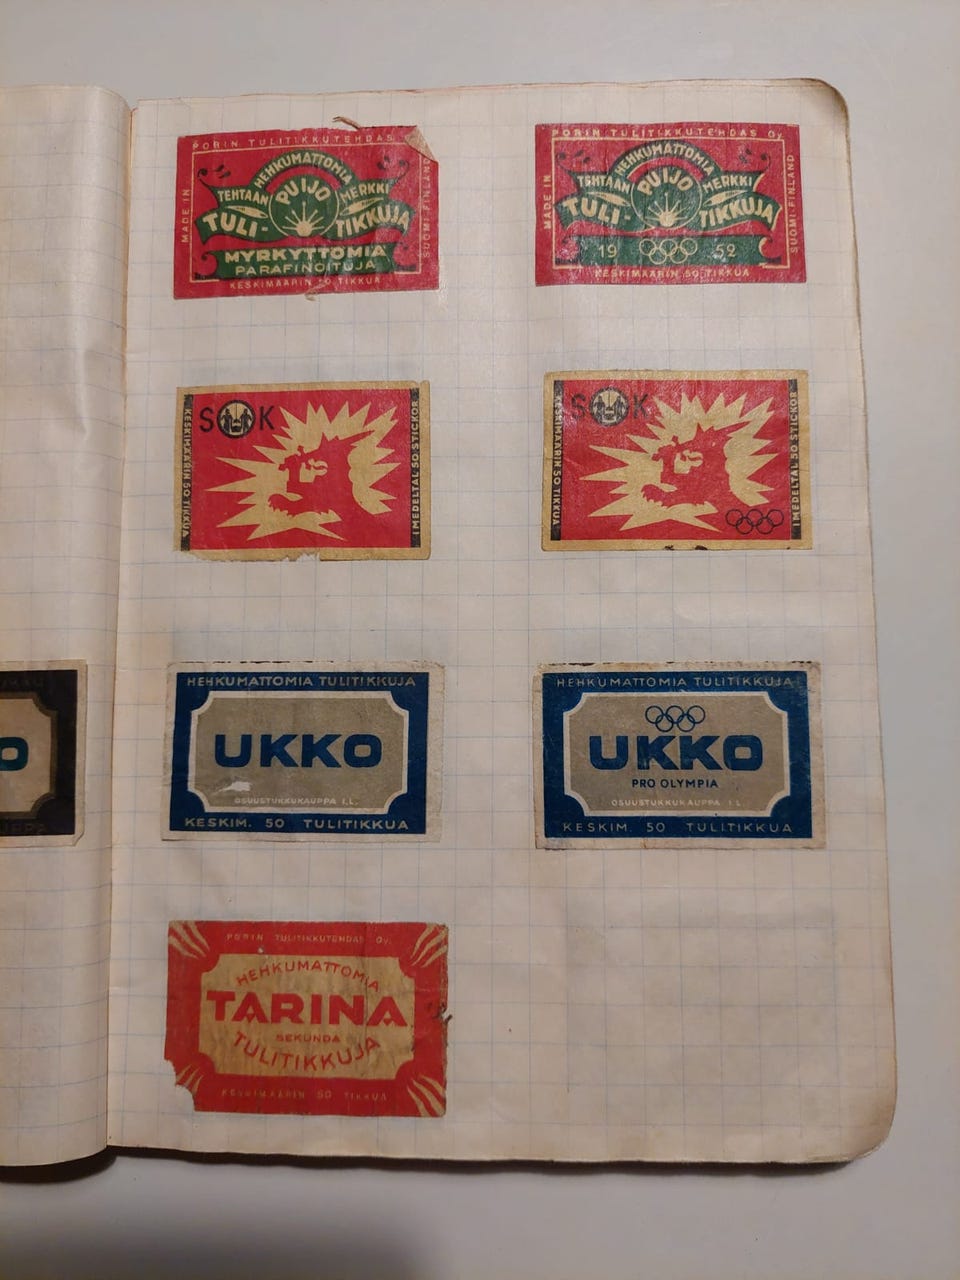 PORIN TULITIKKUTEHDAS Oy.
MADE IN
HEHKUMATTOMIA
TEHTAAN PUIJO MERKKI
TULI- TIKKUJA
SUOMI-FINLAND
MYRKYTTÖMIÄ
PARAFINOITUJA
KESKIMÄÄRIN 50 TIKKUA
PORIN TULITIKKUTEHDAS Oy.
MADE IN
HEHKUMATTOMIA
TEHTAAN PUIJO MERKKI
TULI- TIKKUJA
SUOMI-FINLAND
19 52
KESKIMÄÄRIN 50 TIKKUA
KESKIMÄÄRIN 50 TIKKUA
SOK
I MEDELTAL 50 STICKOR
KESKIMÄÄRIN 50 TIKKUA
SOK
I MEDELTAL 50 STICKOR
O
HEHKUMATTOMIA TULITIKKUJA
UKKO
OSUUSTUKKUKAUPPA I.L.
KESKIM. 50 TULITIKKUA
HEHKUMATTOMIA TULITIKKUJA
UKKO
PRO OLYMPIA
OSUUSTUKKUKAUPPA I.L.
KESKIM. 50 TULITIKKUA
PORIN TULITIKKUTEHDAS Oy.
HEHKUMATTOMIA
TARINA
SEKUNDA
TULITIKKUJA
KESKIMÄÄRIN 50 TIKKUA